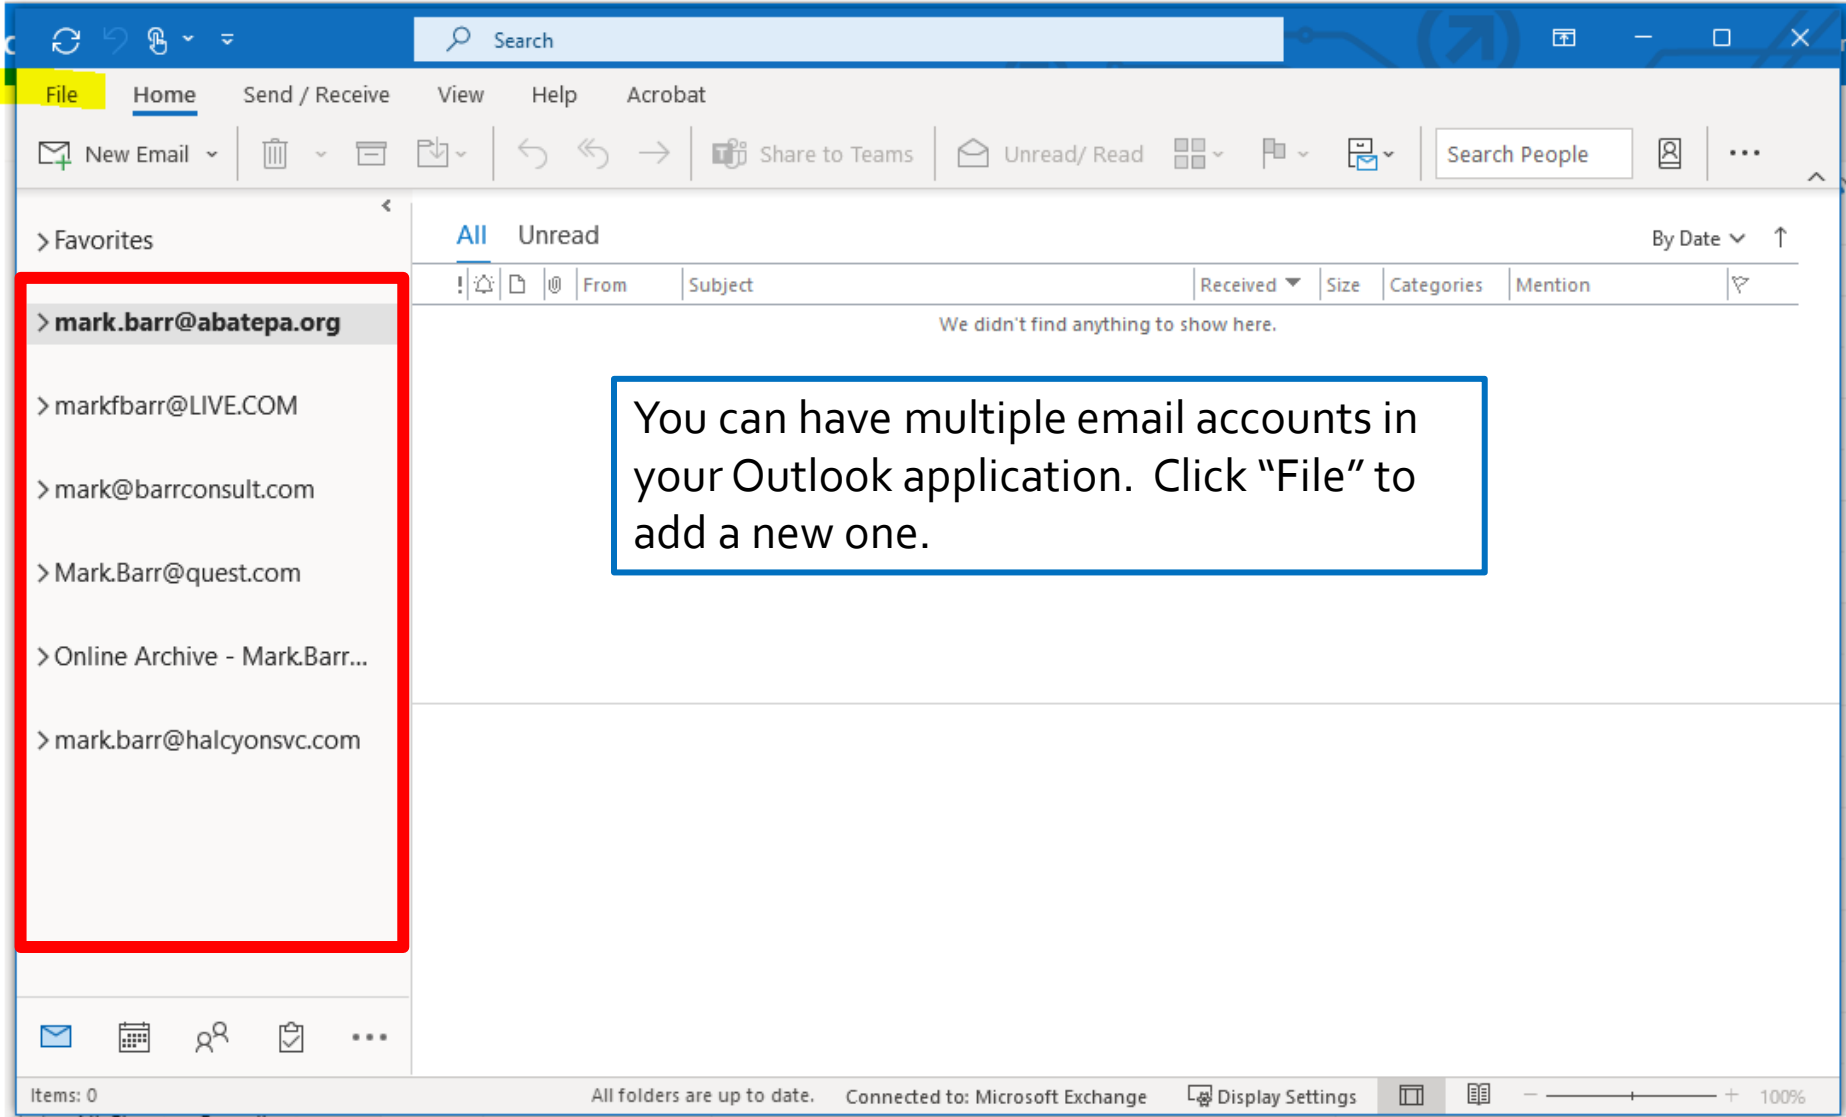 Search
File Home Send / Receive View Help Acrobat
New Email Share to Teams Unread/ Read Search People ...
Favorites
All Unread By Date
! From Subject Received Size Categories Mention
mark.barr@abatepa.org
We didn't find anything to show here.
markfbarr@LIVE.COM
You can have multiple email accounts in
your Outlook application. Click “File” to
add a new one.
mark@barrconsult.com
Mark.Barr@quest.com
Online Archive - Mark.Barr...
mark.barr@halcyonsvc.com
Items: 0 All folders are up to date. Connected to: Microsoft Exchange Display Settings 100%